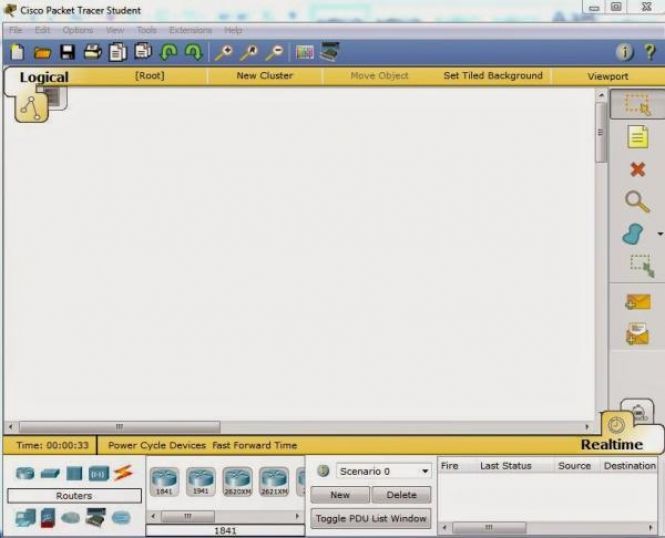 Cisco Packet Tracer Student
File Edit Options View Tools Extensions Help
Logical [Root] New Cluster Move Object Set Tiled Background Viewport
Time: 00:00:33 Power Cycle Devices Fast Forward Time Realtime
Routers
1841 1941 2620XM 2621XM
1841
Scenario 0
New Delete
Toggle PDU List Window
Fire Last Status Source Destination